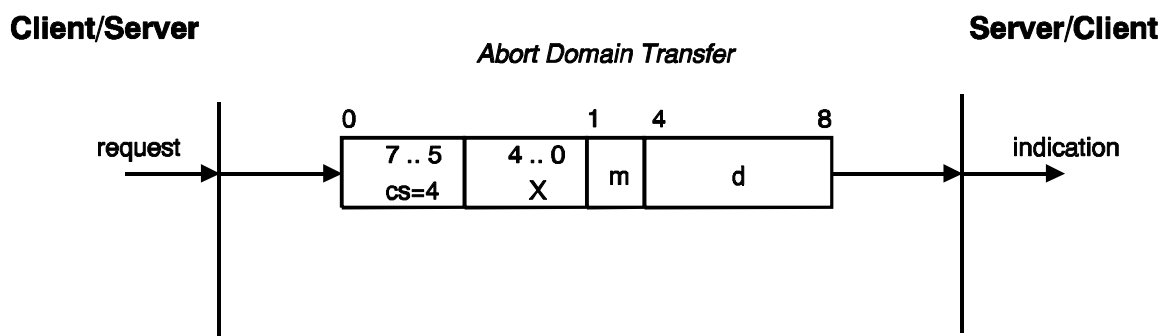 Client/Server
Server/Client
Abort Domain Transfer
0 1 4 8
request
7 .. 5
4 .. 0
indication
cs=4
X
m
d